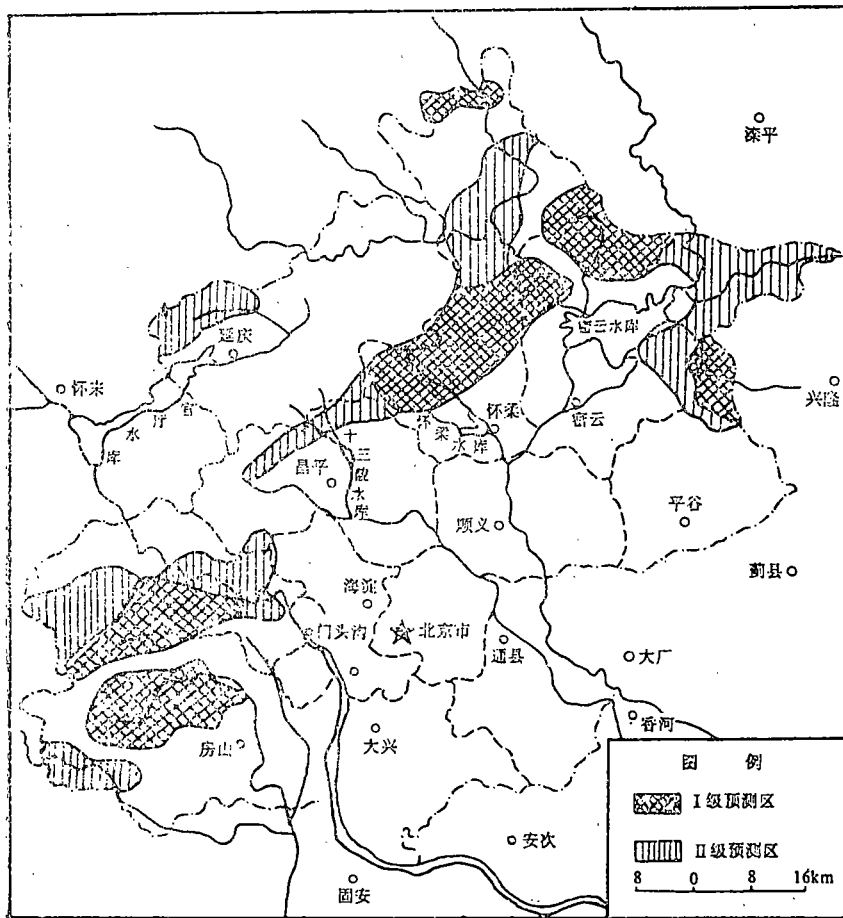 滦平
延庆
密云水库
怀来
官厅水库
怀柔
密云
兴隆
怀柔水库
十三陵水库
昌平
顺义
平谷
蓟县
海淀
门头沟
北京市
通县
大厂
香河
房山
大兴
安次
固安
图 例
I级预测区
II级预测区
8 0 8 16km